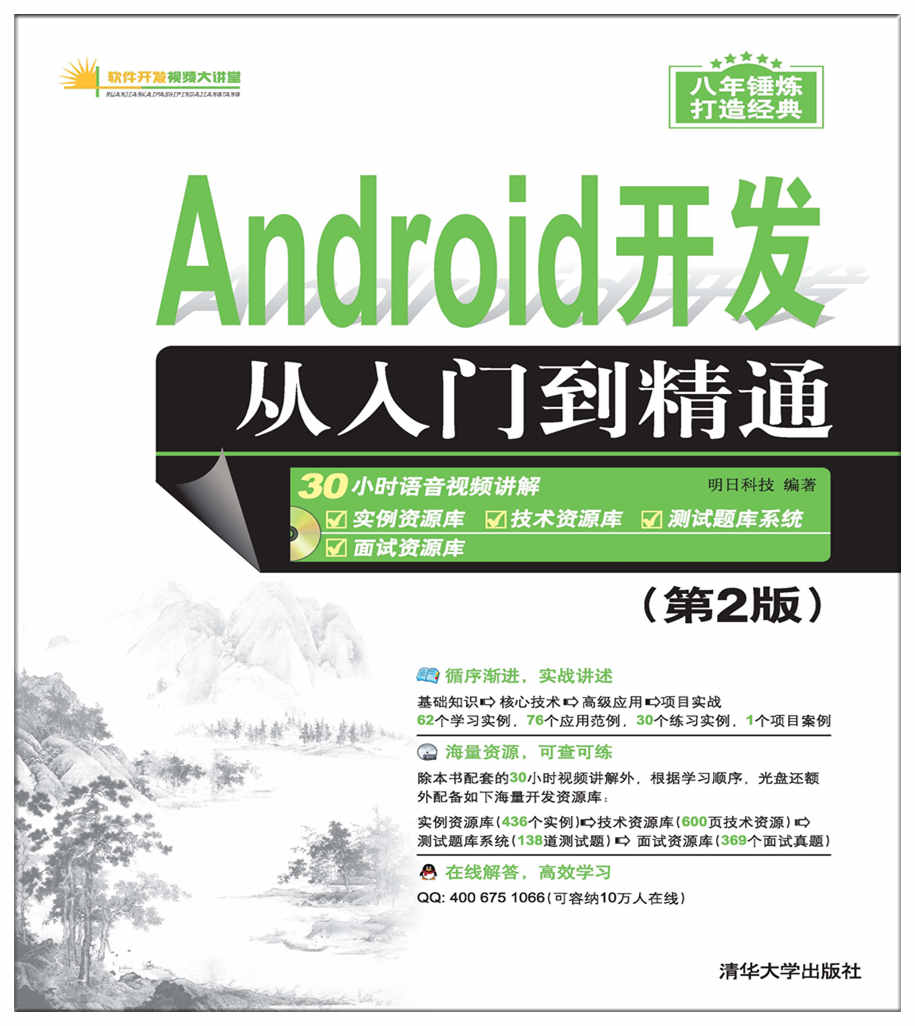 软件开发视频大讲堂
RUANJIANKAIFASHIPINDAJIANGTANG
八年锤炼
打造经典
Android开发
从入门到精通
30小时语音视频讲解
明日科技 编著
实例资源库 技术资源库 测试题库系统
面试资源库
(第2版)
循序渐进，实战讲述
基础知识⇨核心技术⇨高级应用⇨项目实战
62个学习实例，76个应用范例，30个练习实例，1个项目案例
海量资源，可查可练
除本书配套的30小时视频讲解外，根据学习顺序，光盘还额
外配备如下海量开发资源库：
实例资源库(436个实例)⇨技术资源库(600页技术资源)⇨
测试题库系统(138道测试题)⇨面试资源库(369个面试真题)
在线解答，高效学习
QQ: 400 675 1066(可容纳10万人在线)
清华大学出版社